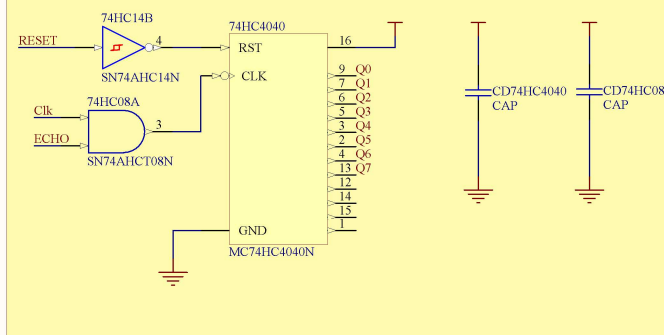 74HC14B
RESET
4
SN74AHC14N
74HC08A
Clk
ECHO
3
SN74AHCT08N
74HC4040
RST
CLK
GND
MC74HC4040N
16
9 Q0
7 Q1
6 Q2
5 Q3
3 Q4
2 Q5
4 Q6
13 Q7
12
14
15
1
CD74HC4040
CAP
CD74HC08
CAP